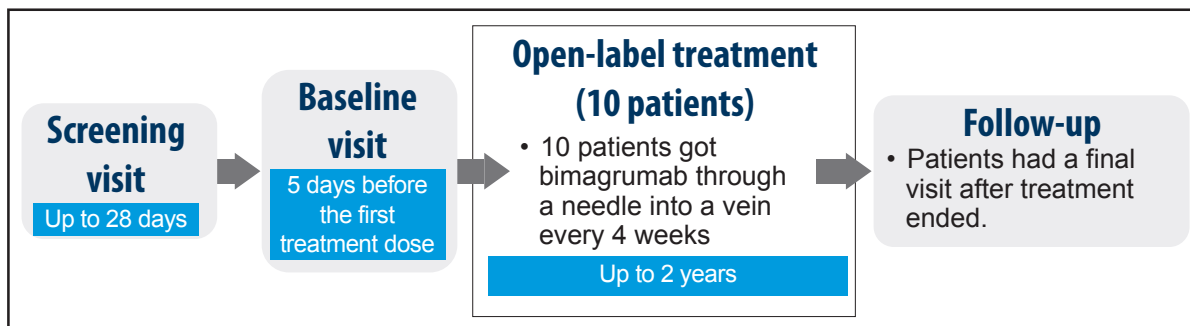 Screening
visit
Up to 28 days
Baseline
visit
5 days before
the first
treatment dose
Open-label treatment
(10 patients)
• 10 patients got
bimagrumab through
a needle into a vein
every 4 weeks
Up to 2 years
Follow-up
• Patients had a final
visit after treatment
ended.